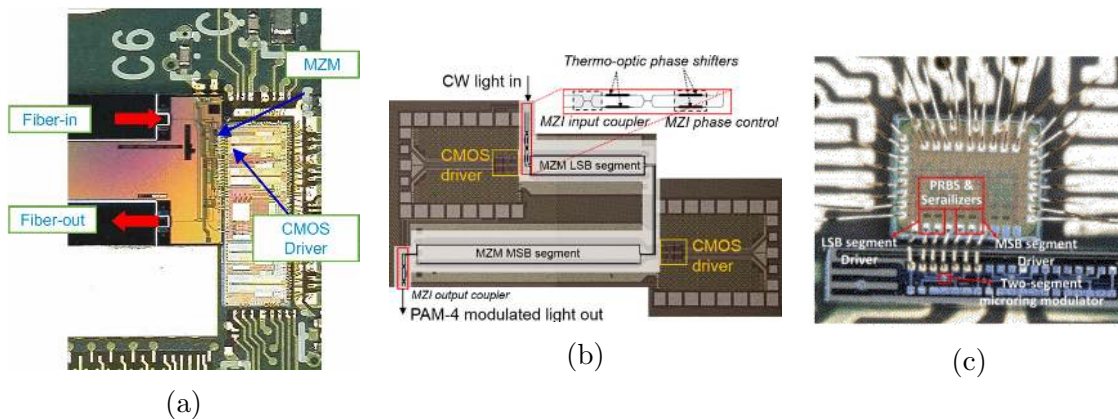 C6
C
MZM
Fiber-in
Fiber-out
CMOS
Driver
(a)
Thermo-optic phase shifters
CW light in
MZI input coupler
MZI phase control
CMOS
driver
MZM LSB segment
MZM MSB segment
CMOS
driver
MZI output coupler
PAM-4 modulated light out
(b)
PRBS &
Serailizers
LSB segment
Driver
MSB segment
Driver
Two-segment
microring modulator
(c)